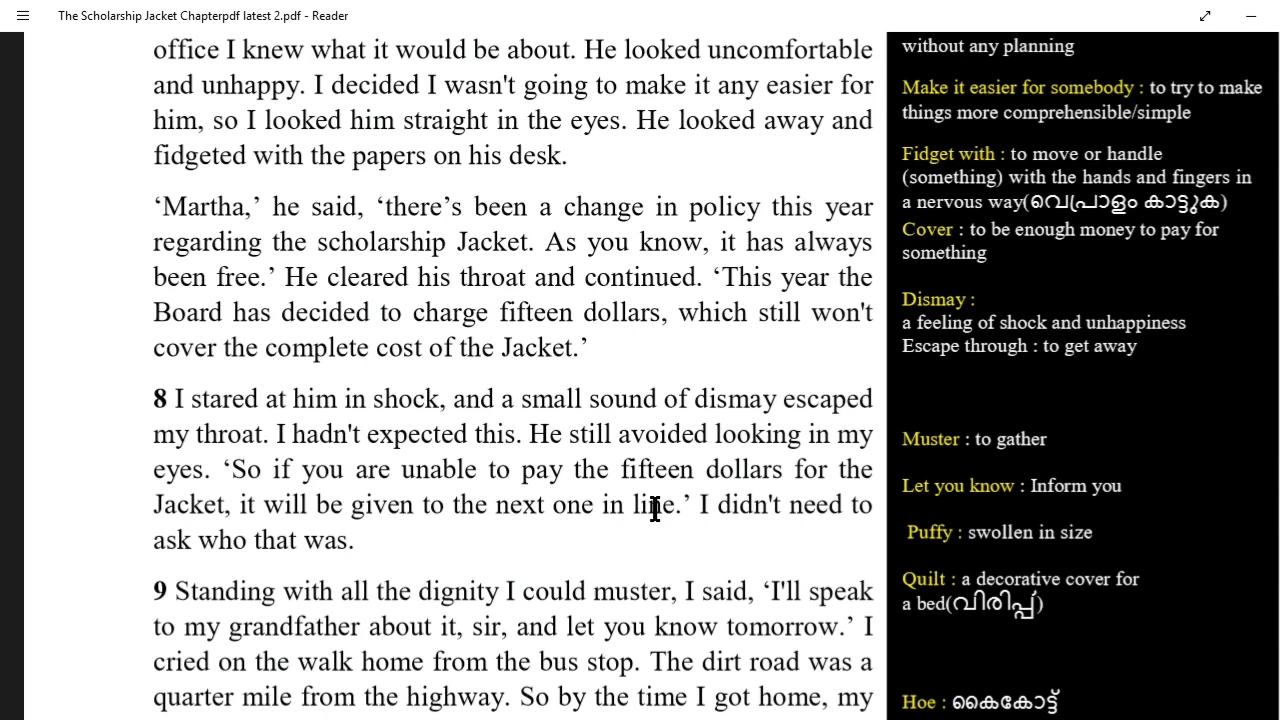 The Scholarship Jacket Chapterpdf latest 2.pdf - Reader
office I knew what it would be about. He looked uncomfortable
and unhappy. I decided I wasn't going to make it any easier for
him, so I looked him straight in the eyes. He looked away and
fidgeted with the papers on his desk.
‘Martha,’ he said, ‘there’s been a change in policy this year
regarding the scholarship Jacket. As you know, it has always
been free.’ He cleared his throat and continued. ‘This year the
Board has decided to charge fifteen dollars, which still won't
cover the complete cost of the Jacket.’
8 I stared at him in shock, and a small sound of dismay escaped
my throat. I hadn't expected this. He still avoided looking in my
eyes. ‘So if you are unable to pay the fifteen dollars for the
Jacket, it will be given to the next one in line.’ I didn't need to
ask who that was.
9 Standing with all the dignity I could muster, I said, ‘I'll speak
to my grandfather about it, sir, and let you know tomorrow.’ I
cried on the walk home from the bus stop. The dirt road was a
quarter mile from the highway. So by the time I got home, my
without any planning
Make it easier for somebody : to try to make
things more comprehensible/simple
Fidget with : to move or handle
(something) with the hands and fingers in
a nervous way(വെപ്രാളം കാട്ടുക)
Cover : to be enough money to pay for
something
Dismay :
a feeling of shock and unhappiness
Escape through : to get away
Muster : to gather
Let you know : Inform you
Puffy : swollen in size
Quilt : a decorative cover for
a bed(വിരിപ്പ്)
Hoe : കൈകോട്ട്